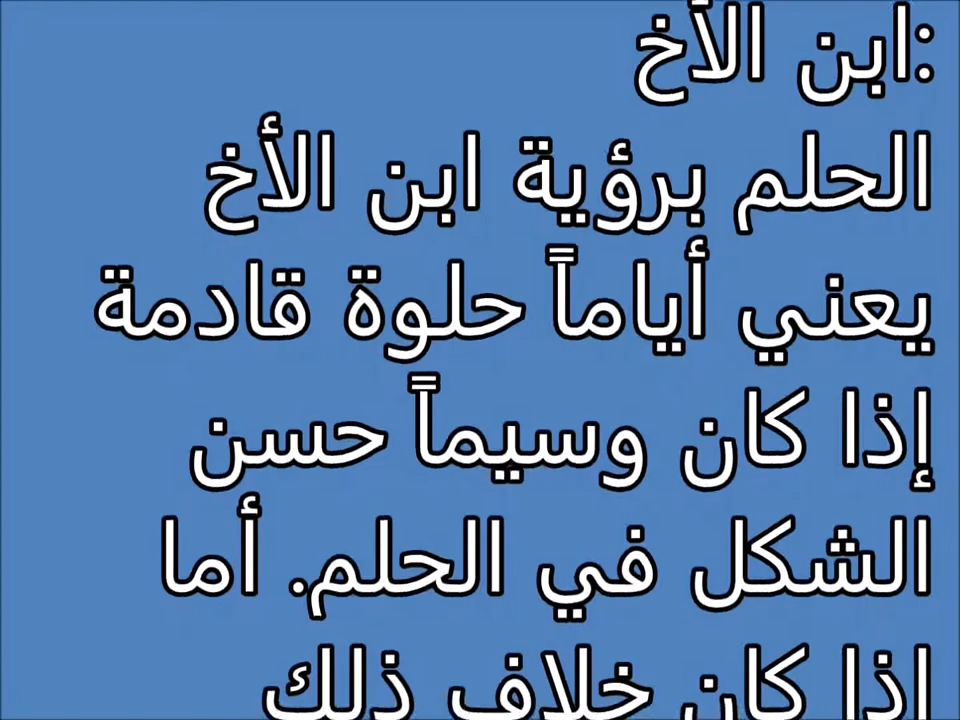 :ابن الأخ
الحلم برؤية ابن الأخ
يعني أياماً حلوة قادمة
إذا كان وسيماً حسن
الشكل في الحلم. أما
إذا كان خلاف ذلك